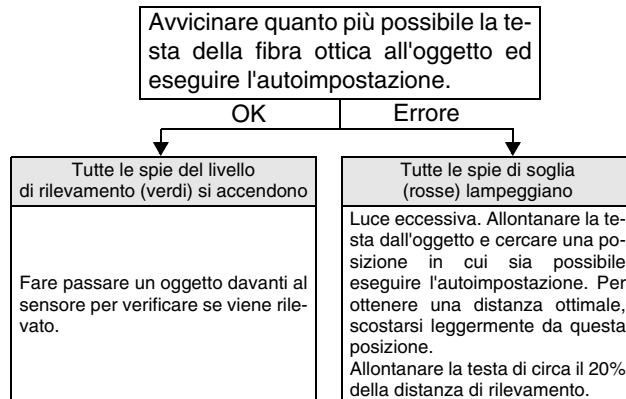 Avvicinare quanto più possibile la te-
sta della fibra ottica all'oggetto ed
eseguire l'autoimpostazione.
OK
Errore
Tutte le spie del livello
di rilevamento (verdi) si accendono
Fare passare un oggetto davanti al
sensore per verificare se viene rile-
vato.
Tutte le spie di soglia
(rosse) lampeggiano
Luce eccessiva. Allontanare la te-
sta dall'oggetto e cercare una po-
sizione in cui sia possibile
eseguire l'autoimpostazione. Per
ottenere una distanza ottimale,
scostarsi leggermente da questa
posizione.
Allontanare la testa di circa il 20%
della distanza di rilevamento.